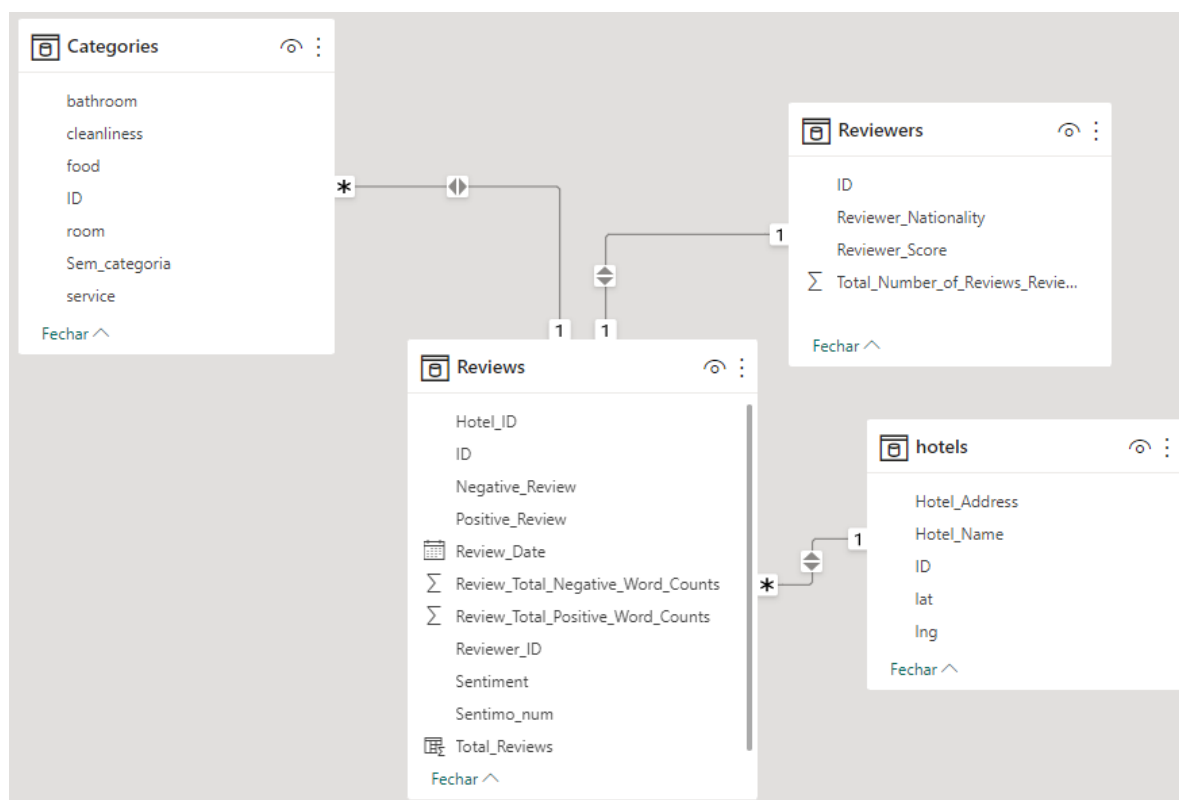 Categories
bathroom
cleanliness
food
ID
room
Sem_categoria
service
Fechar
*
1
1
1
Reviewers
ID
Reviewer_Nationality
Reviewer_Score
Σ Total_Number_of_Reviews_Revie...
Fechar
Reviews
Hotel_ID
ID
Negative_Review
Positive_Review
Review_Date
Σ Review_Total_Negative_Word_Counts
Σ Review_Total_Positive_Word_Counts
Reviewer_ID
Sentiment
Sentimo_num
Total_Reviews
Fechar
*
1
hotels
Hotel_Address
Hotel_Name
ID
lat
lng
Fechar